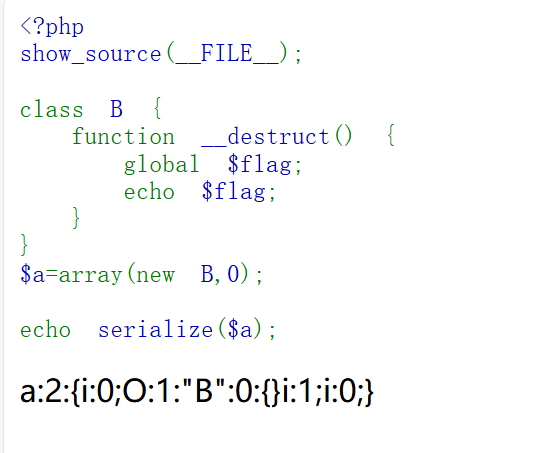 <?php
show_source(__FILE__);
class B {
function __destruct() {
global $flag;
echo $flag;
}
}
$a=array(new B,0);
echo serialize($a);
a:2:{i:0;O:1:"B":0:{}i:1;i:0;}